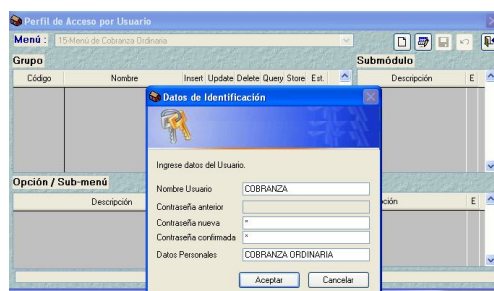 Perfil de Acceso por Usuario
Menú : 15-Menú de Cobranza Ordinaria
Grupo
Submódulo
Código Nombre Insert Update Delete Query Store Est.
Descripción E
Datos de Identificación
Ingrese datos del Usuario.
Opción / Sub-menú
Nombre Usuario COBRANZA
Descripción
ción E
Contraseña anterior
Contraseña nueva *
Contraseña confirmada *
Datos Personales COBRANZA ORDINARIA
Aceptar Cancelar